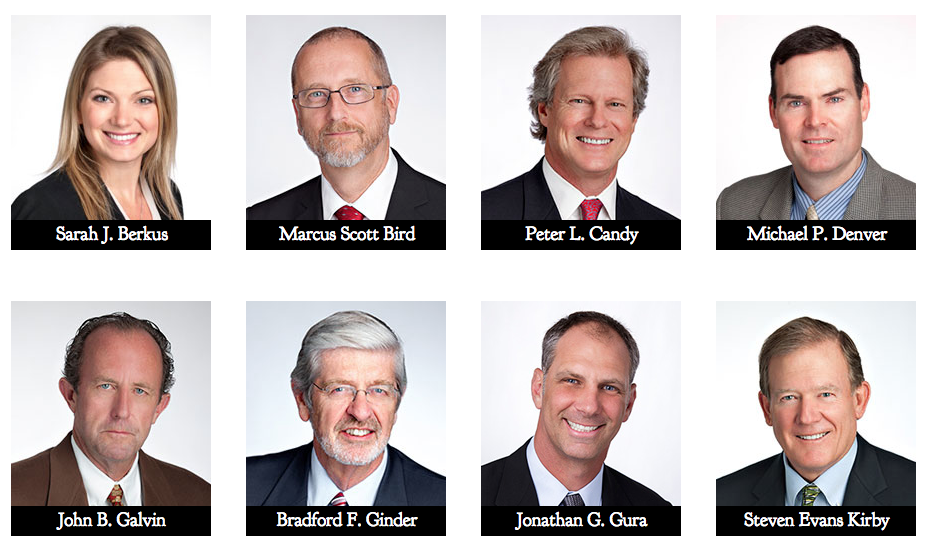 Sarah J. Berkus
Marcus Scott Bird
Peter L. Candy
Michael P. Denver
John B. Galvin
Bradford F. Ginder
Jonathan G. Gura
Steven Evans Kirby